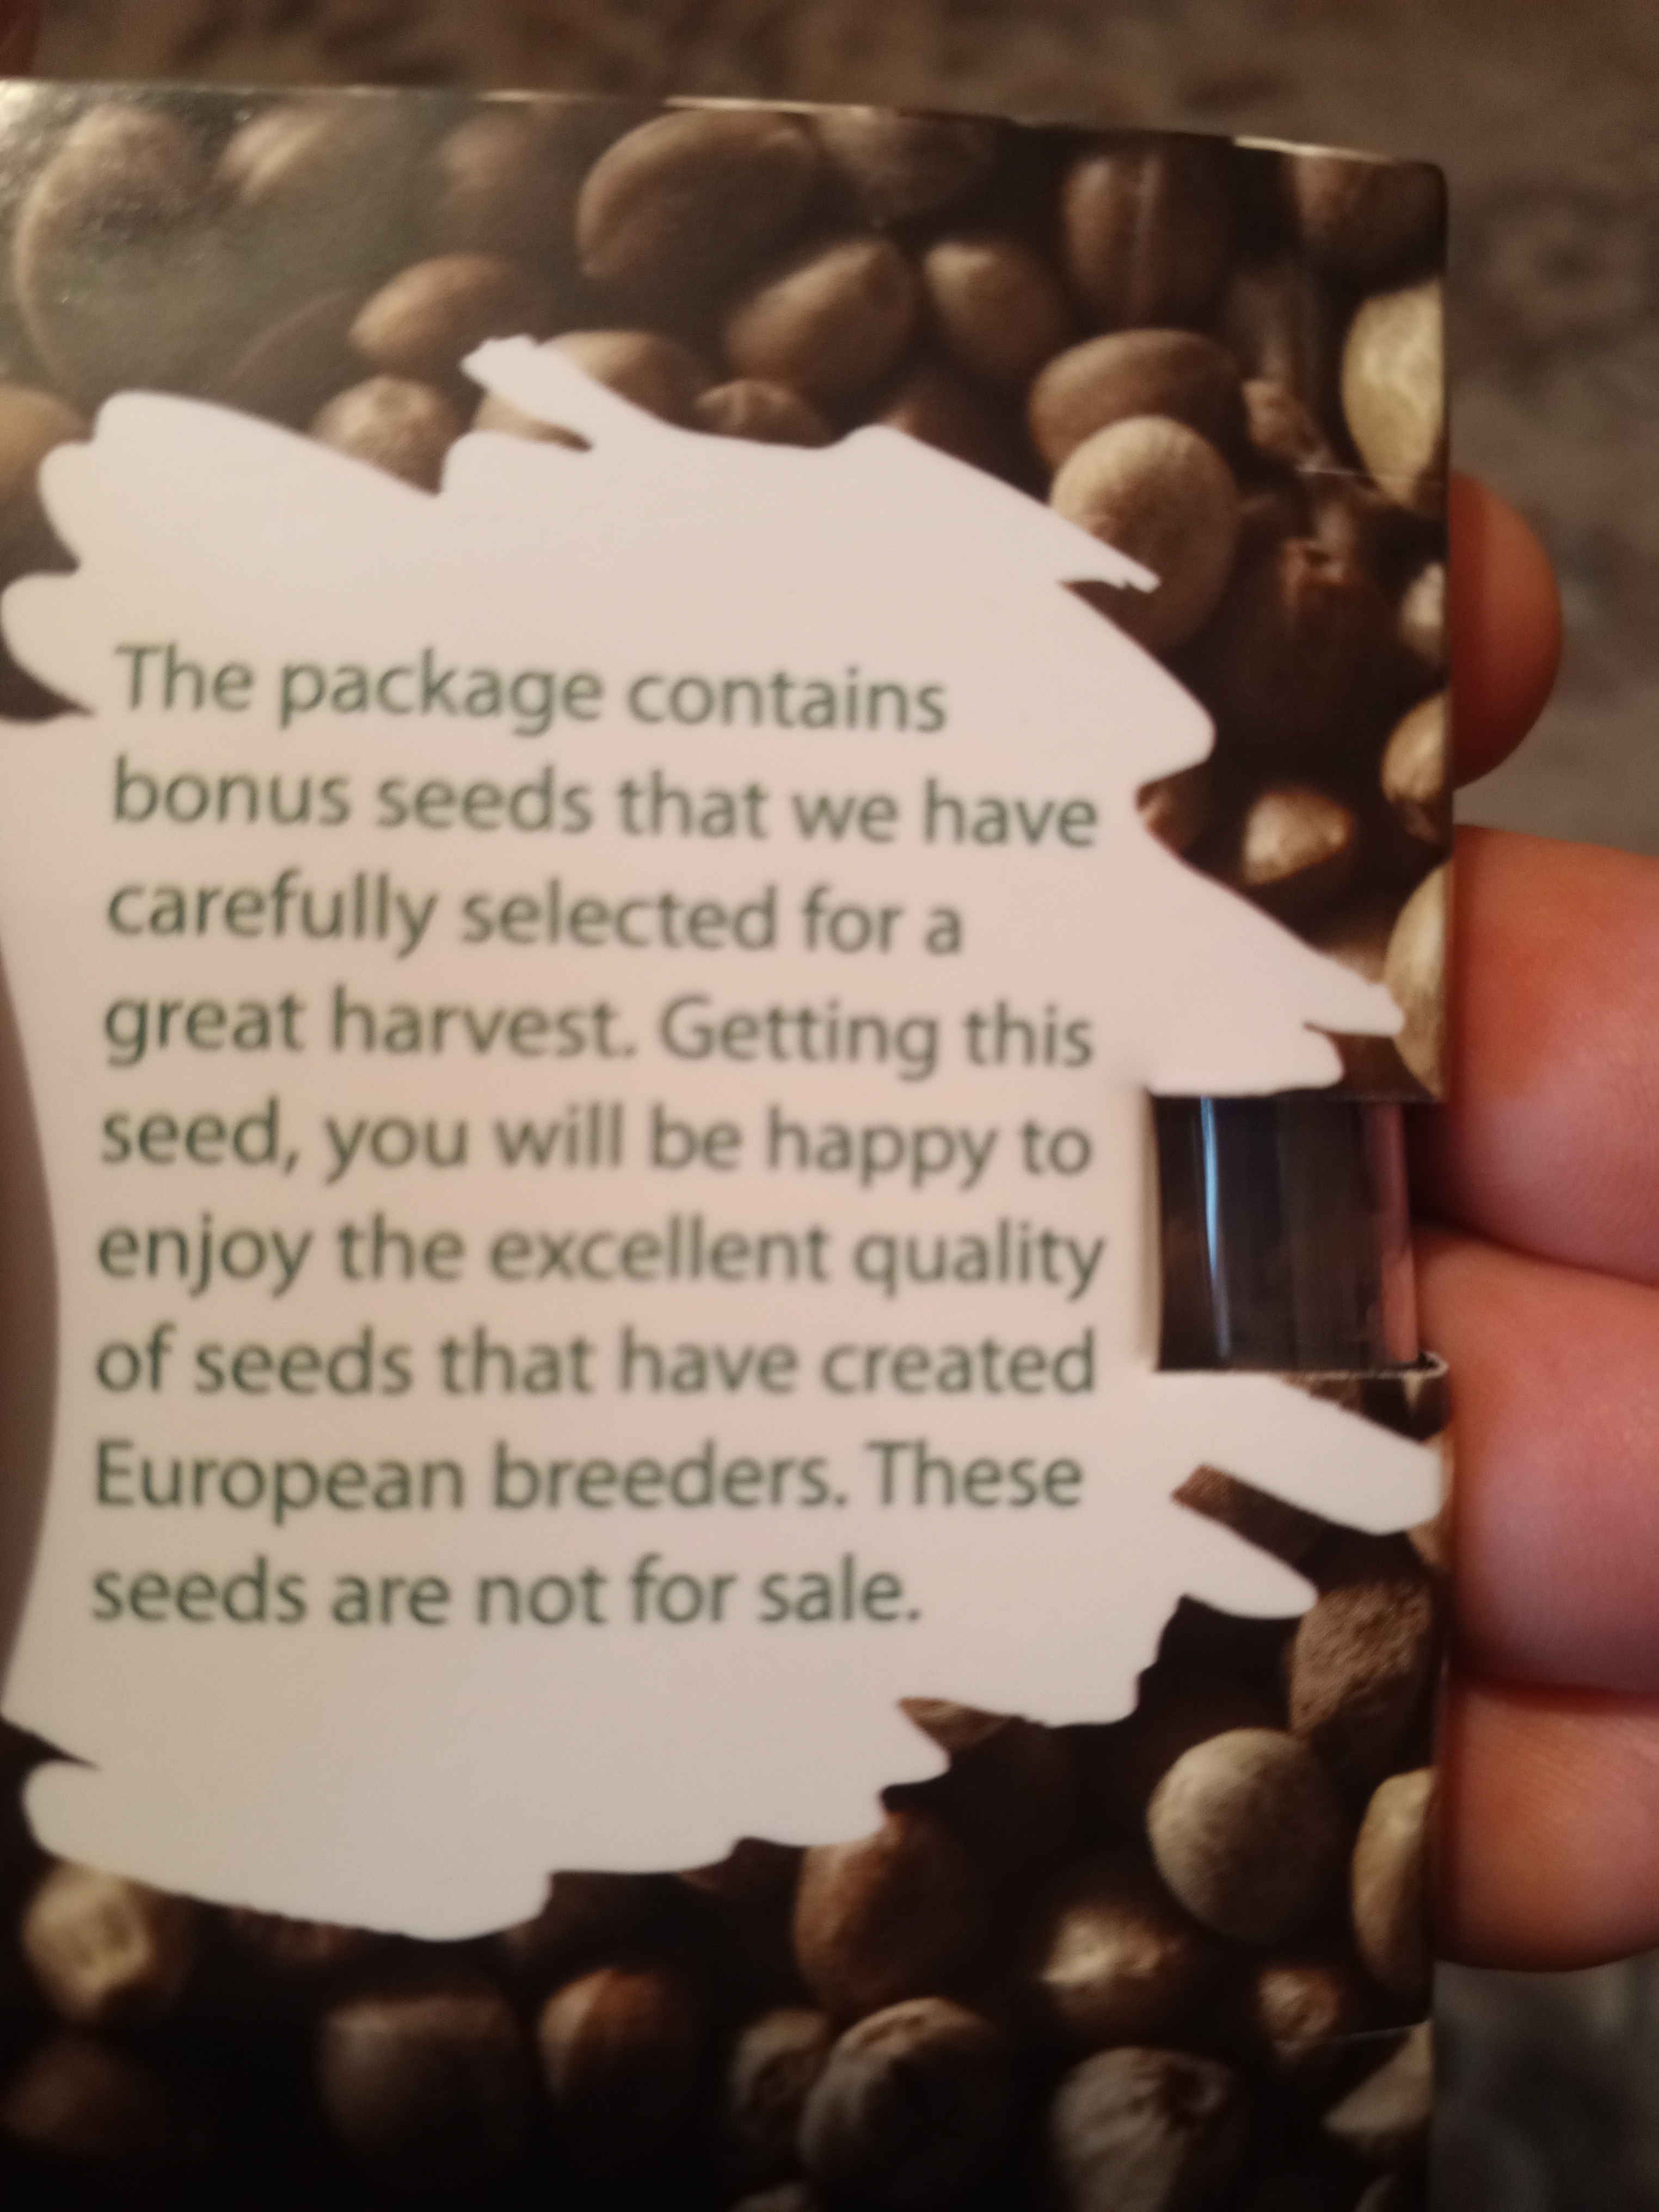 The package contains
bonus seeds that we have
carefully selected for a
great harvest. Getting this
seed, you will be happy to
enjoy the excellent quality
of seeds that have created
European breeders. These
seeds are not for sale.